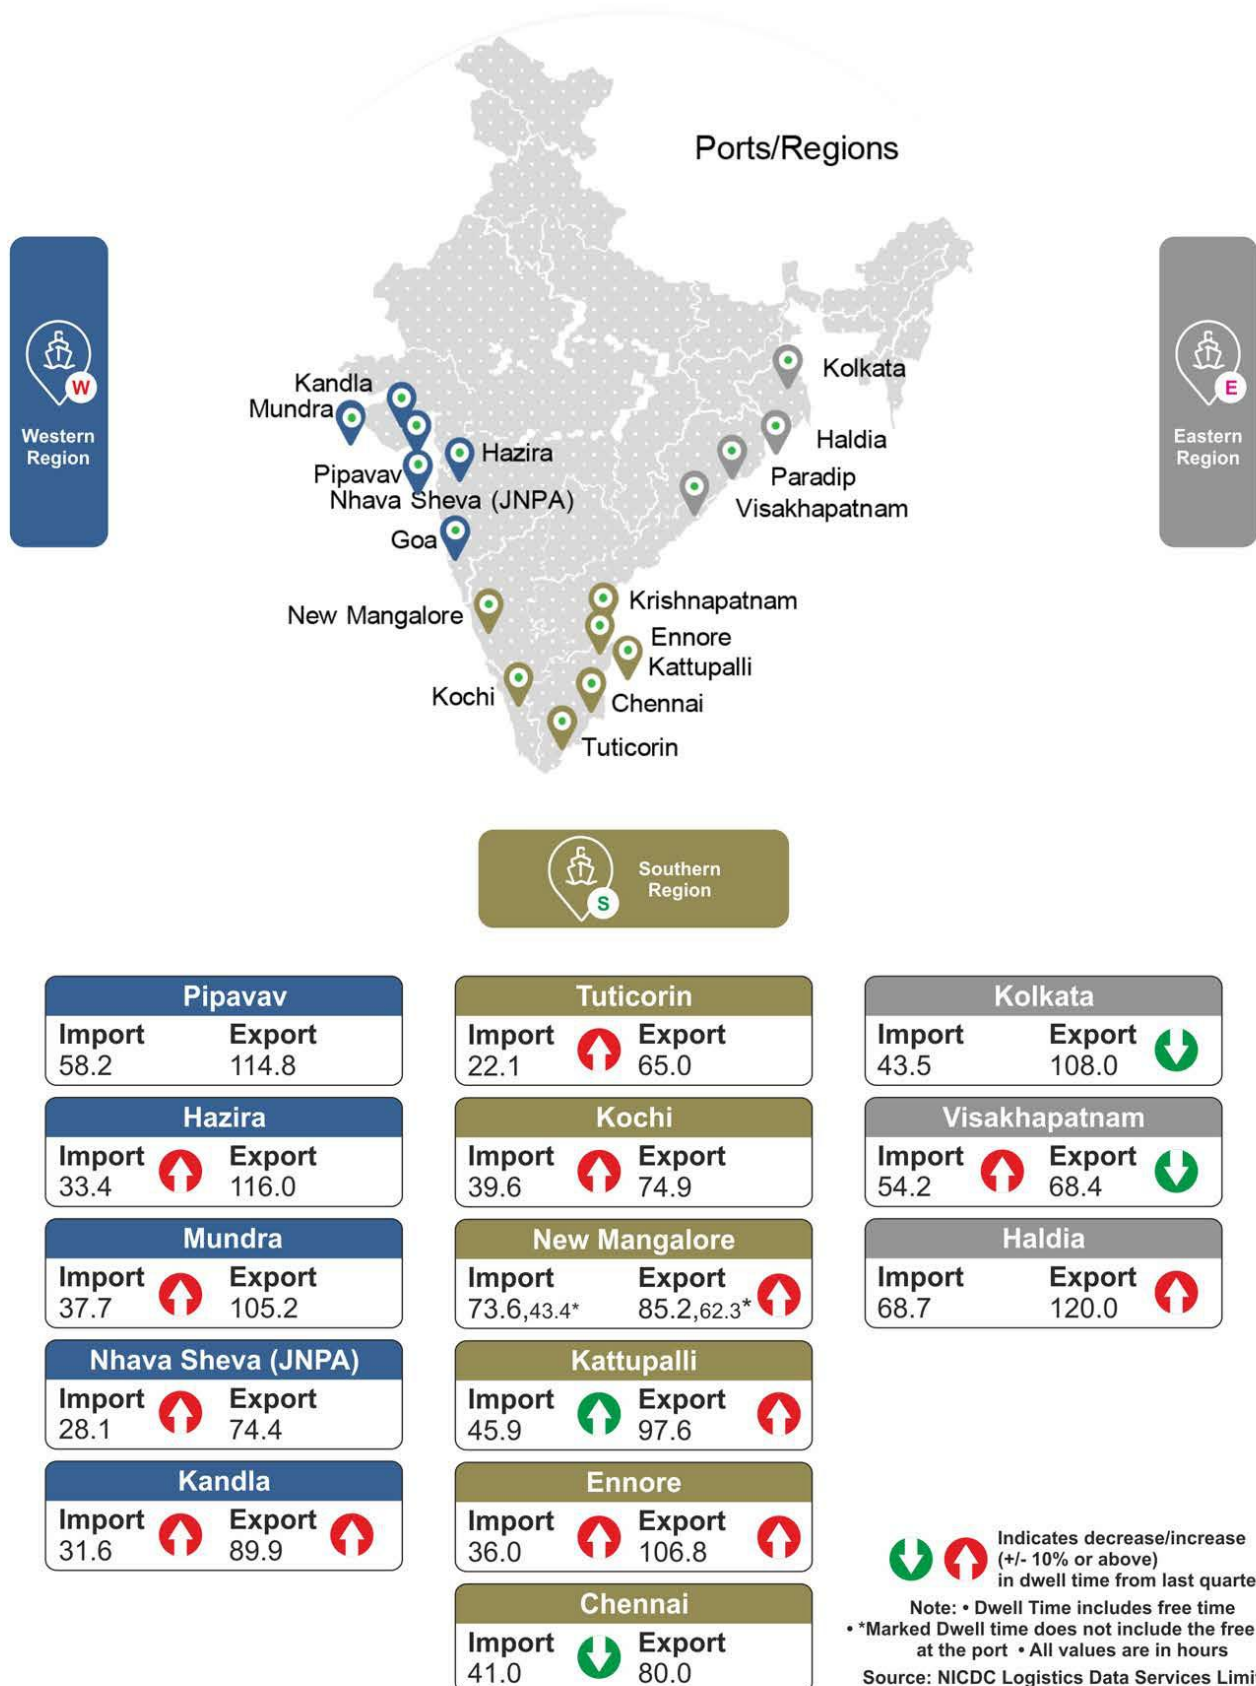 Ports/Regions
W
Western
Region
E
Eastern
Region
Kandla
Mundra
Pipavav
Hazira
Nhava Sheva (JNPA)
Goa
New Mangalore
Kochi
Kolkata
Haldia
Paradip
Visakhapatnam
Krishnapatnam
Ennore
Kattupalli
Chennai
Tuticorin
S
Southern
Region
Pipavav
Import Export
58.2 114.8
Hazira
Import Export
33.4 116.0
Mundra
Import Export
37.7 105.2
Nhava Sheva (JNPA)
Import Export
28.1 74.4
Kandla
Import Export
31.6 89.9
Tuticorin
Import Export
22.1 65.0
Kochi
Import Export
39.6 74.9
New Mangalore
Import Export
73.6,43.4* 85.2,62.3*
Kattupalli
Import Export
45.9 97.6
Ennore
Import Export
36.0 106.8
Chennai
Import Export
41.0 80.0
Kolkata
Import Export
43.5 108.0
Visakhapatnam
Import Export
54.2 68.4
Haldia
Import Export
68.7 120.0
Indicates decrease/increase
(+/- 10% or above)
in dwell time from last quarte
Note: • Dwell Time includes free time
• *Marked Dwell time does not include the free
at the port • All values are in hours
Source: NICDC Logistics Data Services Limi